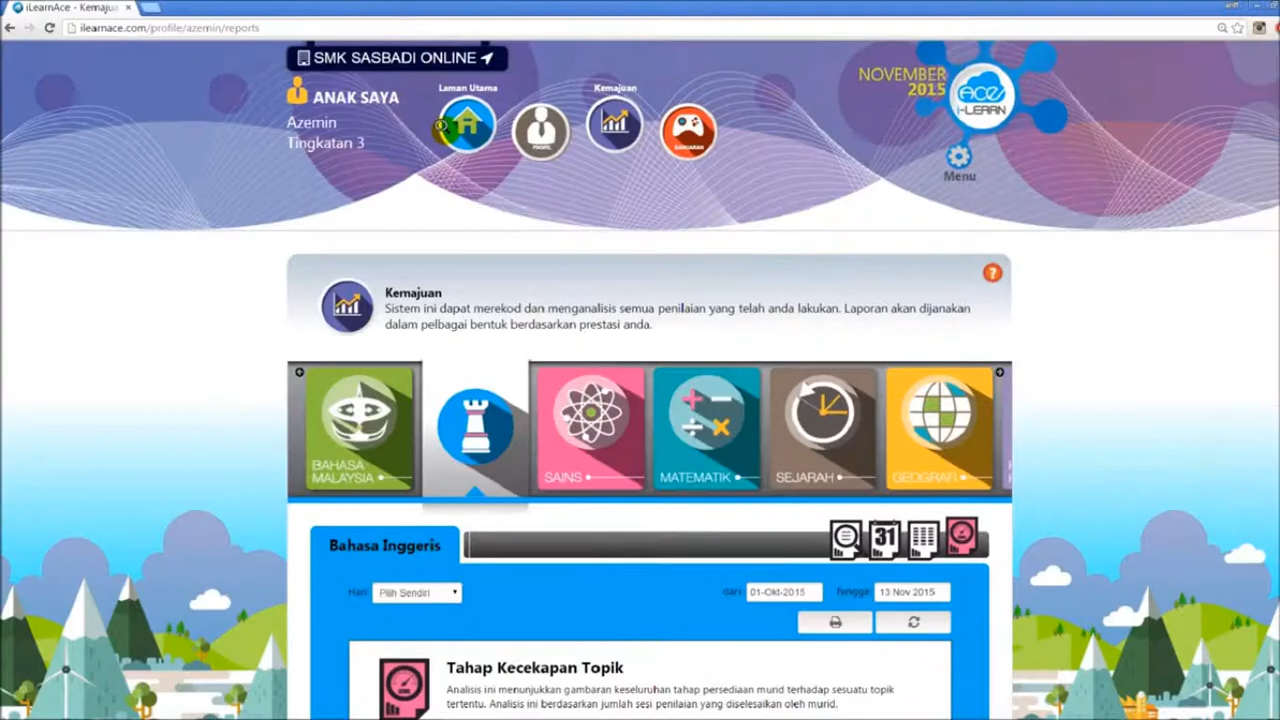 iLearnAce - Kemaju
ilearnace.com/profile/azemin/reports
SMK SASBADI ONLINE
ANAK SAYA
Azemin
Tingkatan 3
Laman Utama
PROFIL
Kemajuan
GANJARAN
NOVEMBER
2015
ACE
i-LEARN
Menu
Kemajuan
Sistem ini dapat merekod dan menganalisis semua penilaian yang telah anda lakukan. Laporan akan dijanakan
dalam pelbagai bentuk berdasarkan prestasi anda.
BAHASA
MALAYSIA
SAINS
MATEMATIK
SEJARAH
GEOGRAFI
Bahasa Inggeris
31
Hari
Pilih Sendiri
dari
01-Okt-2015
hingga
13 Nov 2015
Tahap Kecekapan Topik
Analisis ini menunjukkan gambaran keseluruhan tahap persediaan murid terhadap sesuatu topik
tertentu. Analisis ini berdasarkan jumlah sesi penilaian yang diselesaikan oleh murid.